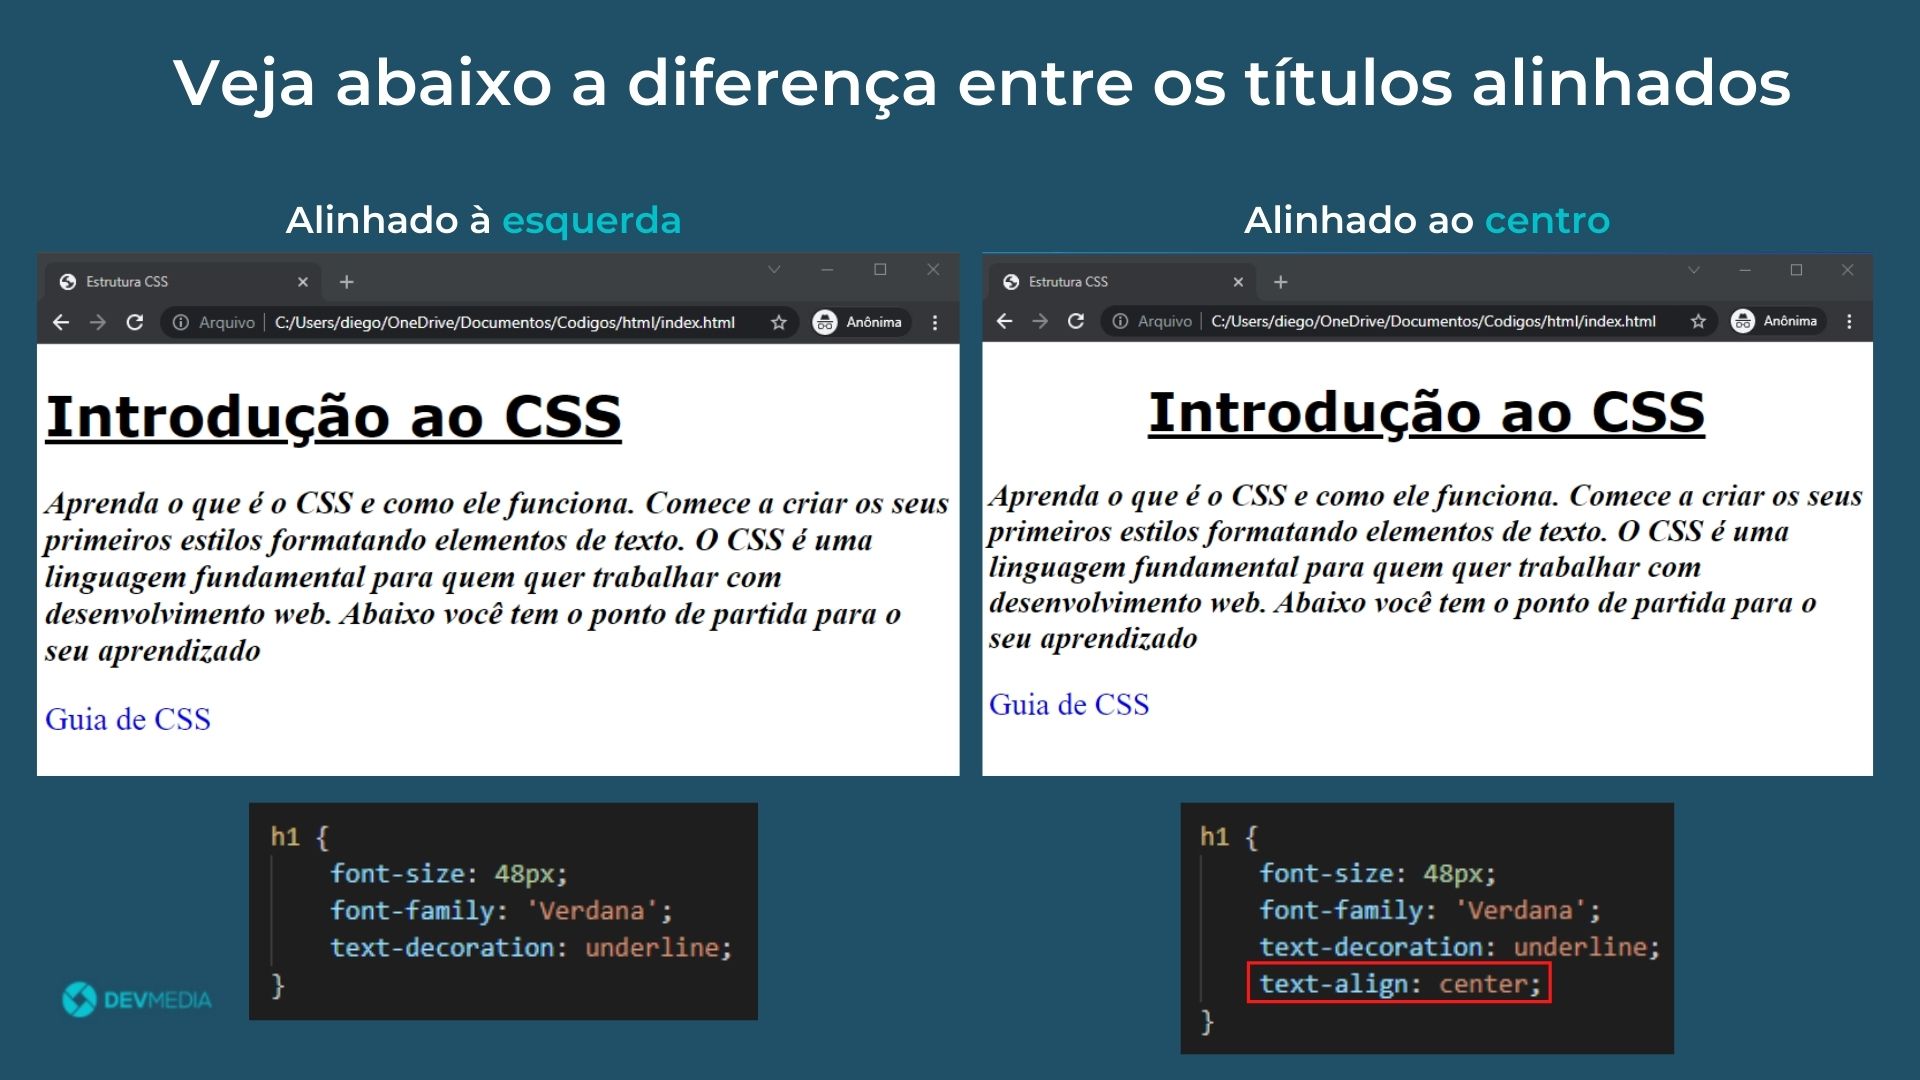 Veja abaixo a diferença entre os títulos alinhados
Alinhado à esquerda
Estrutura CSS
Arquivo C:/Users/diego/OneDrive/Documentos/Codigos/html/index.html Anônima
Introdução ao CSS
Aprenda o que é o CSS e como ele funciona. Comece a criar os seus
primeiros estilos formatando elementos de texto. O CSS é uma
linguagem fundamental para quem quer trabalhar com
desenvolvimento web. Abaixo você tem o ponto de partida para o
seu aprendizado
Guia de CSS
h1 {
font-size: 48px;
font-family: 'Verdana';
text-decoration: underline;
}
Alinhado ao centro
Estrutura CSS
Arquivo C:/Users/diego/OneDrive/Documentos/Codigos/html/index.html Anônima
Introdução ao CSS
Aprenda o que é o CSS e como ele funciona. Comece a criar os seus
primeiros estilos formatando elementos de texto. O CSS é uma
linguagem fundamental para quem quer trabalhar com
desenvolvimento web. Abaixo você tem o ponto de partida para o
seu aprendizado
Guia de CSS
h1 {
font-size: 48px;
font-family: 'Verdana';
text-decoration: underline;
text-align: center;
}
DEVMEDIA